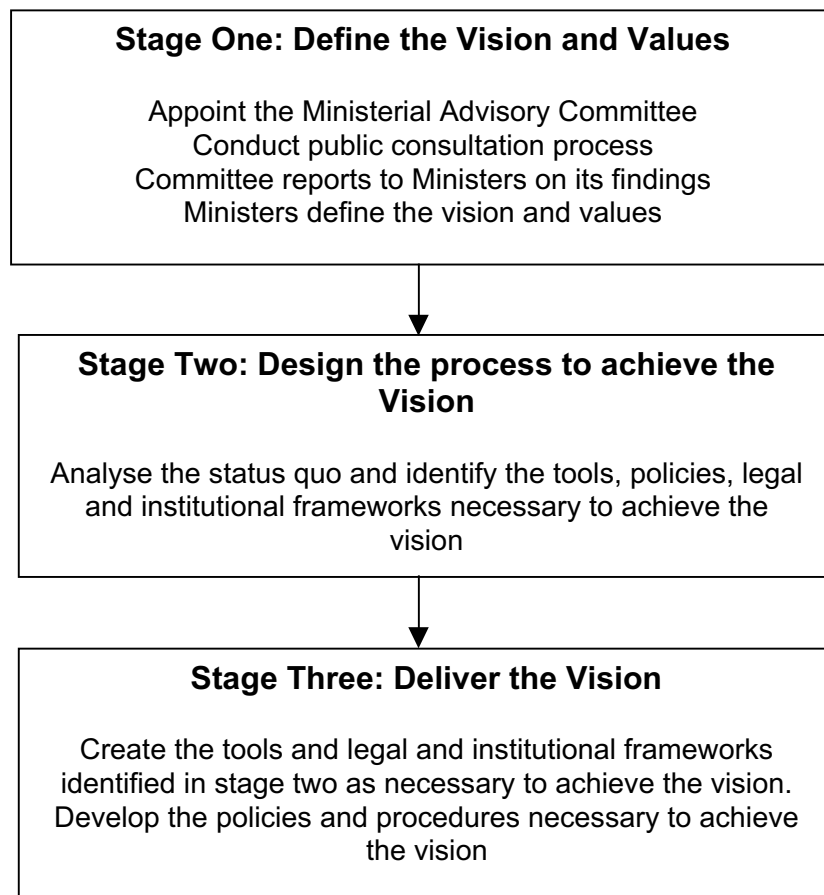 Stage One: Define the Vision and Values
Appoint the Ministerial Advisory Committee
Conduct public consultation process
Committee reports to Ministers on its findings
Ministers define the vision and values
Stage Two: Design the process to achieve the
Vision
Analyse the status quo and identify the tools, policies, legal
and institutional frameworks necessary to achieve the
vision
Stage Three: Deliver the Vision
Create the tools and legal and institutional frameworks
identified in stage two as necessary to achieve the vision.
Develop the policies and procedures necessary to achieve
the vision